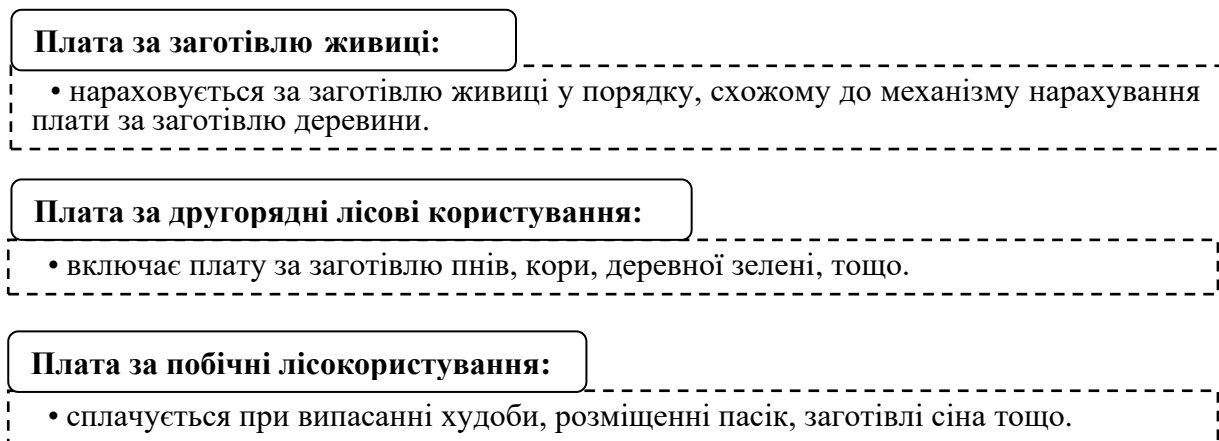 Плата за заготівлю живиці:
• нараховується за заготівлю живиці у порядку, схожому до механізму нарахування
плати за заготівлю деревини.
Плата за другорядні лісові користування:
• включає плату за заготівлю пнів, кори, деревної зелені, тощо.
Плата за побічні лісокористування:
• сплачується при випасанні худоби, розміщенні пасік, заготівлі сіна тощо.